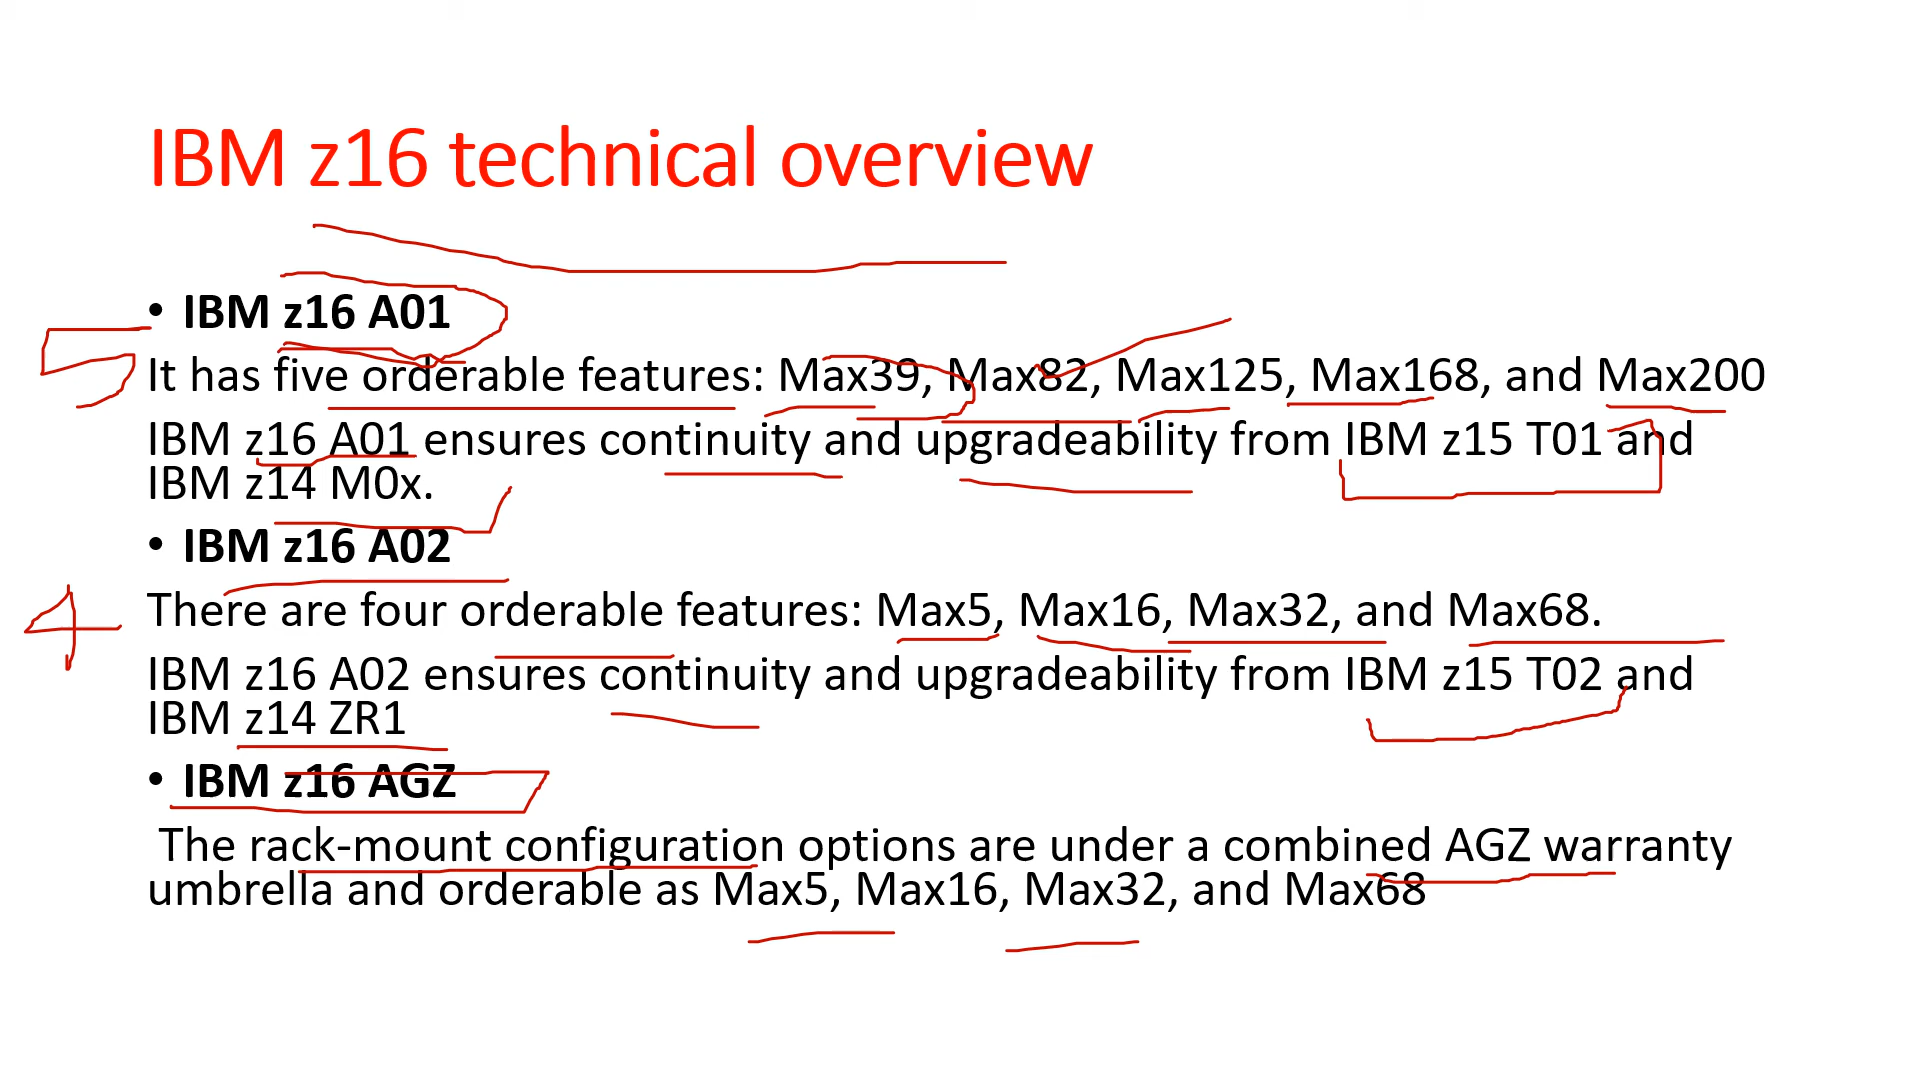 IBM z16 technical overview
• IBM z16 A01
5
It has five orderable features: Max39, Max82, Max125, Max168, and Max200
IBM z16 A01 ensures continuity and upgradeability from IBM z15 T01 and
IBM z14 M0x.
• IBM z16 A02
4
There are four orderable features: Max5, Max16, Max32, and Max68.
IBM z16 A02 ensures continuity and upgradeability from IBM z15 T02 and
IBM z14 ZR1
• IBM z16 AGZ
The rack-mount configuration options are under a combined AGZ warranty
umbrella and orderable as Max5, Max16, Max32, and Max68